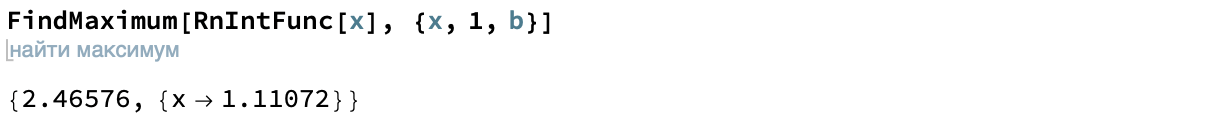 FindMaximum[RnIntFunc[x], {x, 1, b}]
найти максимум
{2.46576, {x → 1.11072}}